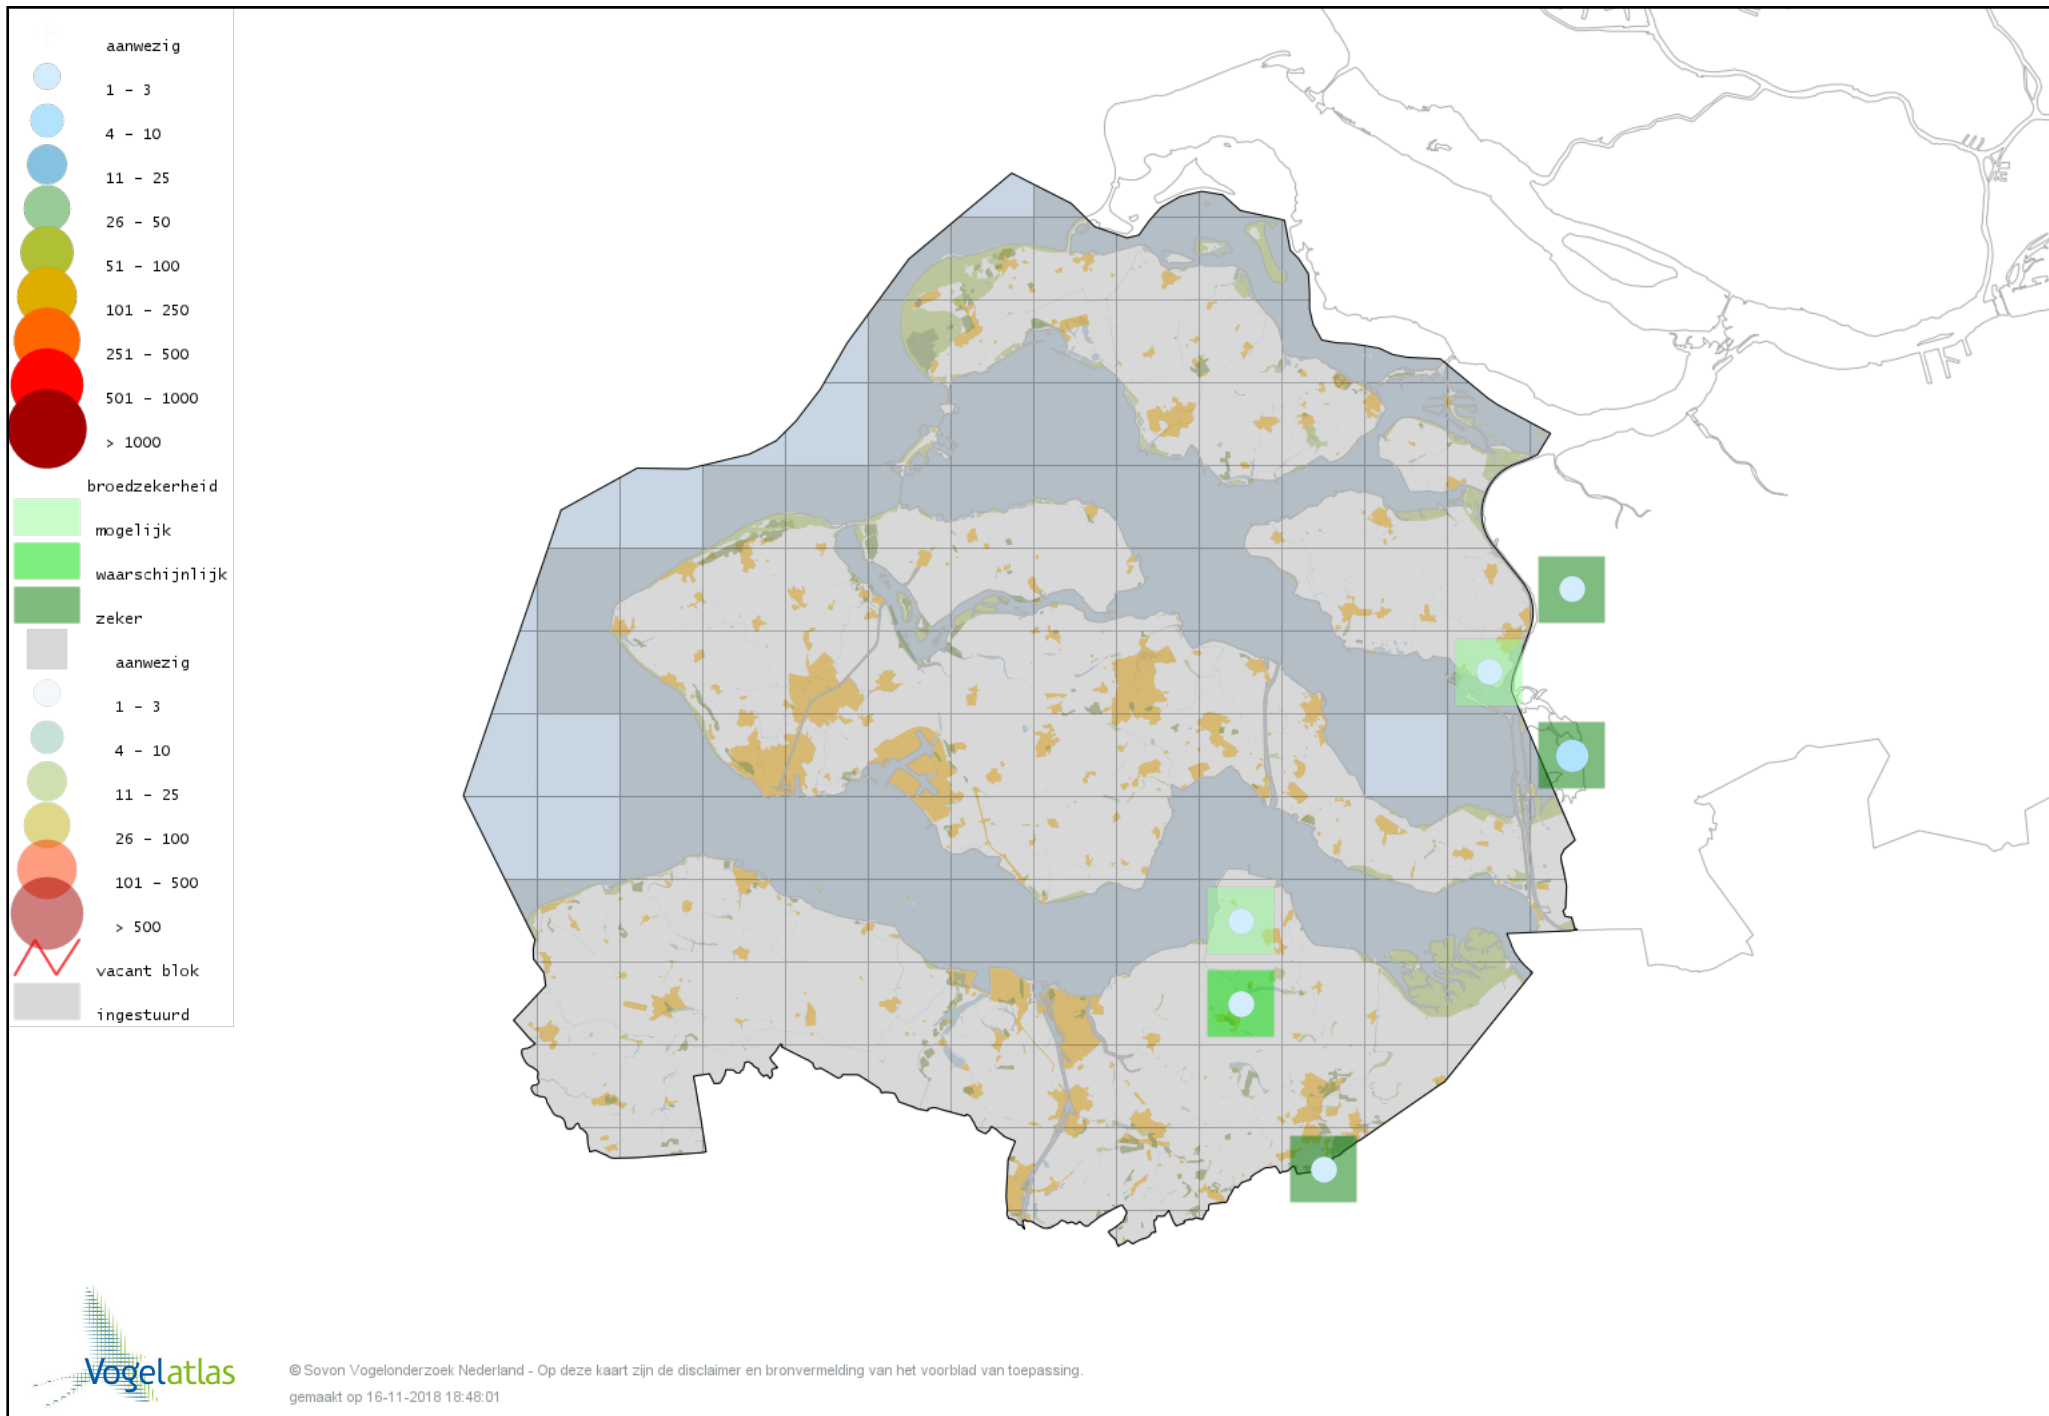 aanwezig
1 - 3
4 - 10
11 - 25
26 - 50
51 - 100
101 - 250
251 - 500
501 - 1000
> 1000
broedzekerheid
mogelijk
waarschijnlijk
zeker
aanwezig
1 - 3
4 - 10
11 - 25
26 - 100
101 - 500
> 500
vacant blok
ingestuurd
Vogelatlas
© Sovon Vogelonderzoek Nederland - Op deze kaart zijn de disclaimer en bronvermelding van het voorblad van toepassing.
gemaakt op 16-11-2018 18:48:01